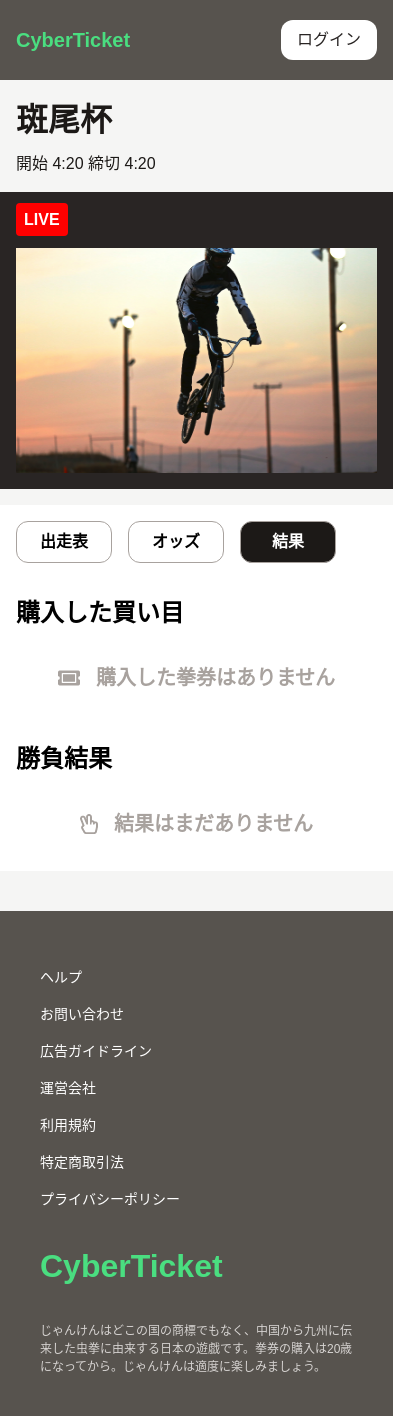 CyberTicket
ログイン
斑尾杯
開始 4:20 締切 4:20
LIVE
出走表
オッズ
結果
購入した買い目
購入した拳券はありません
勝負結果
結果はまだありません
ヘルプ
お問い合わせ
広告ガイドライン
運営会社
利用規約
特定商取引法
プライバシーポリシー
CyberTicket
じゃんけんはどこの国の商標でもなく、中国から九州に伝
来した虫拳に由来する日本の遊戯です。拳券の購入は20歳
になってから。じゃんけんは適度に楽しみましょう。